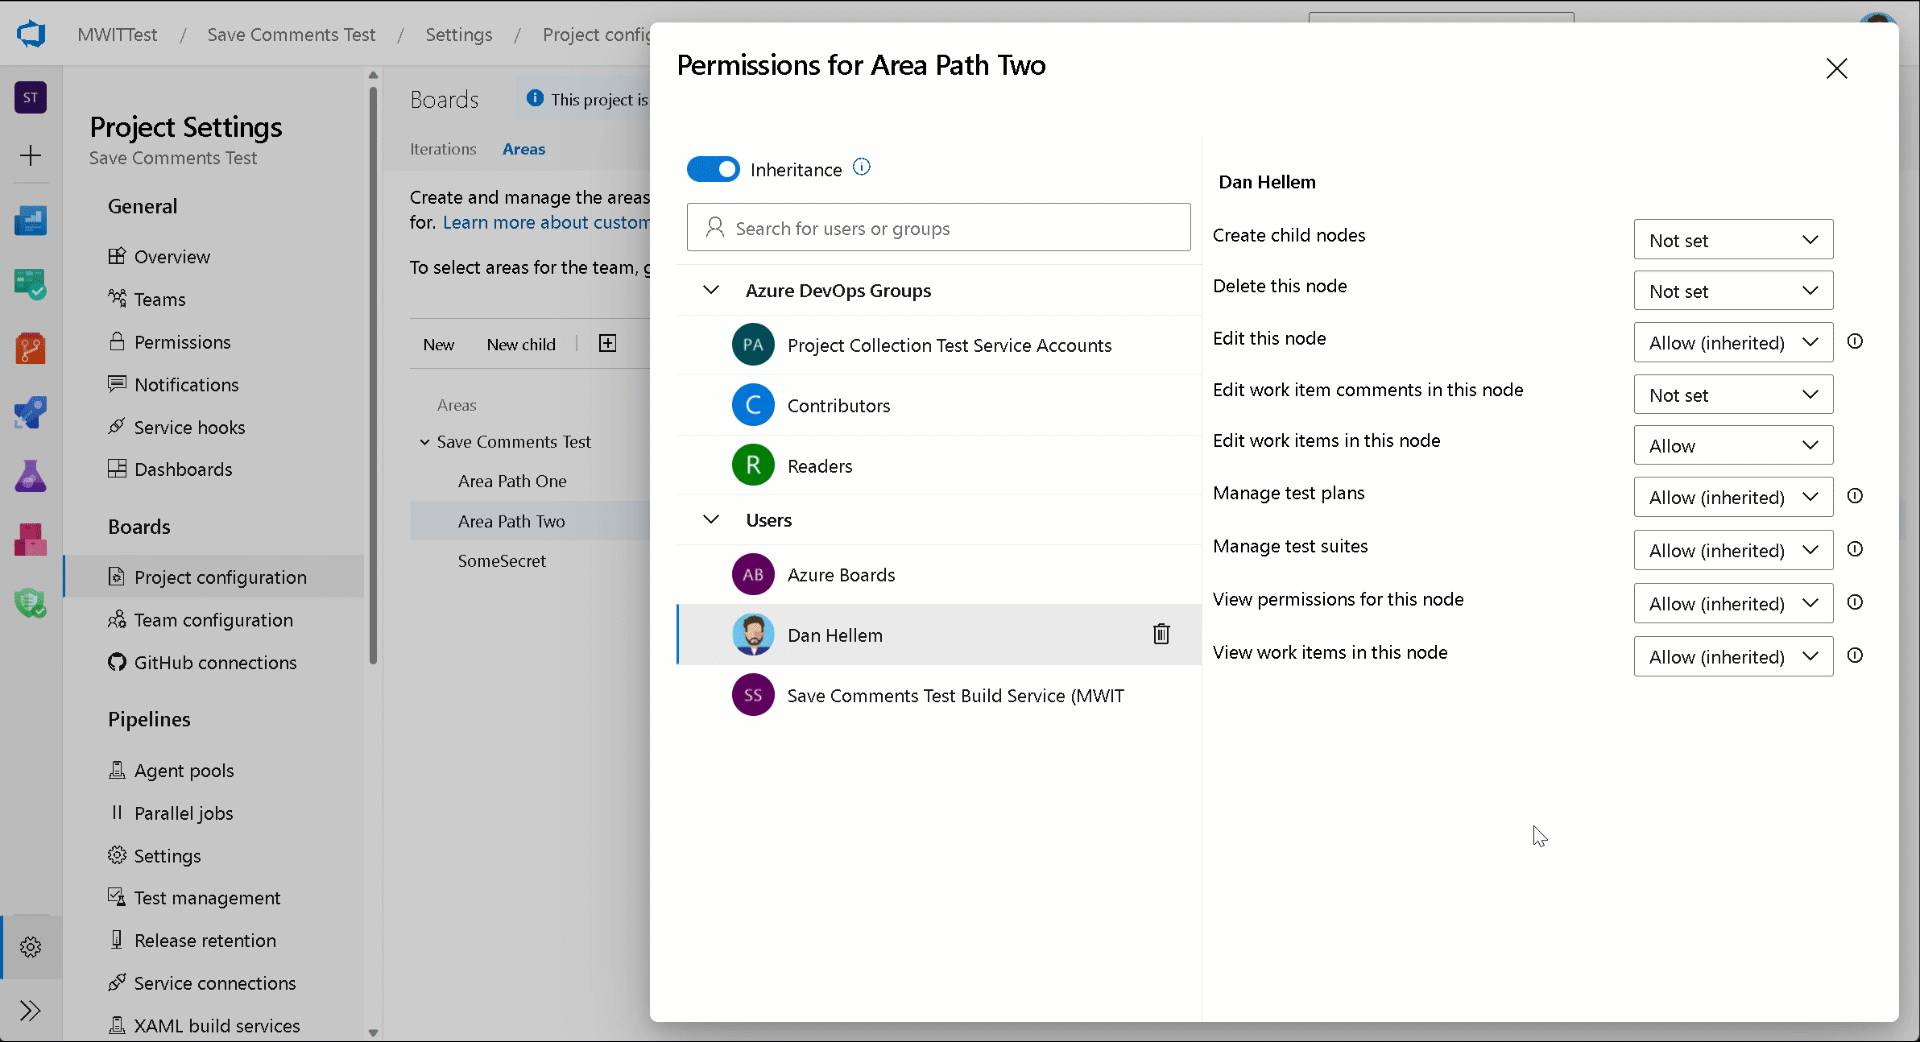 MWITTest / Save Comments Test / Settings / Project config
ST
Project Settings
Save Comments Test
General
Overview
Teams
Permissions
Notifications
Service hooks
Dashboards
Boards
Project configuration
Team configuration
GitHub connections
Pipelines
Agent pools
Parallel jobs
Settings
Test management
Release retention
Service connections
XAML build services
Boards
This project is
Iterations
Areas
Create and manage the areas
for. Learn more about custom
To select areas for the team, g
New
New child
Areas
Save Comments Test
Area Path One
Area Path Two
SomeSecret
Permissions for Area Path Two
Inheritance
Search for users or groups
Azure DevOps Groups
PA Project Collection Test Service Accounts
C Contributors
R Readers
Users
AB Azure Boards
Dan Hellem
SS Save Comments Test Build Service (MWIT
Dan Hellem
Create child nodes Not set
Delete this node Not set
Edit this node Allow (inherited)
Edit work item comments in this node Not set
Edit work items in this node Allow
Manage test plans Allow (inherited)
Manage test suites Allow (inherited)
View permissions for this node Allow (inherited)
View work items in this node Allow (inherited)